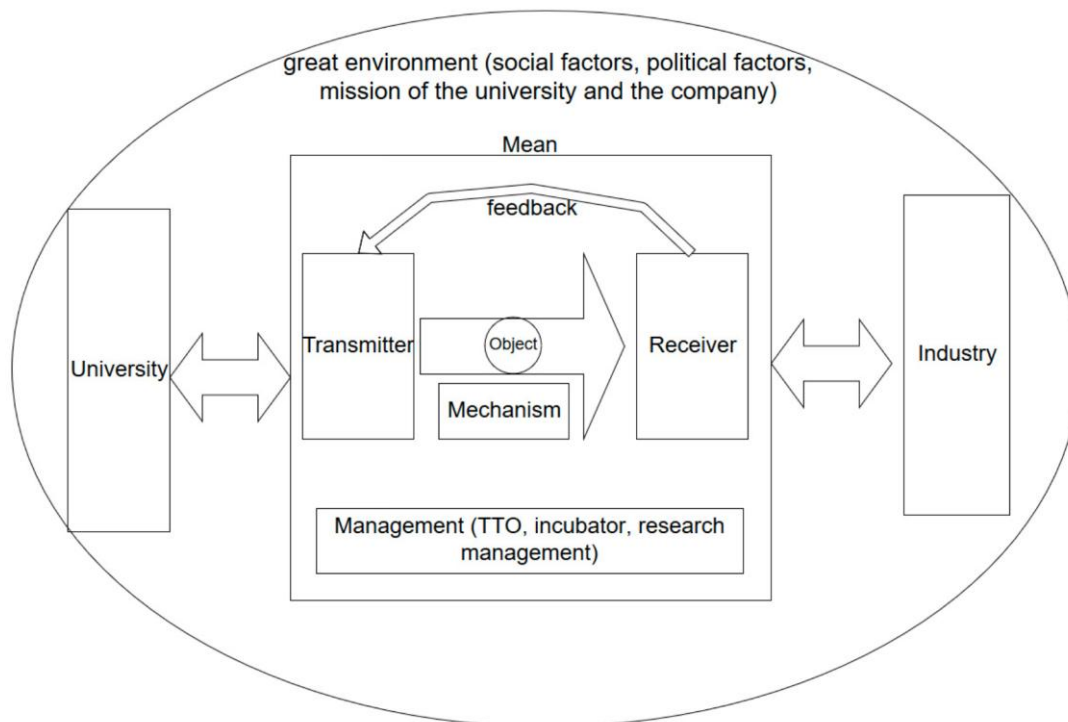 great environment (social factors, political factors,
mission of the university and the company)
Mean
feedback
University
Transmitter
Object
Mechanism
Receiver
Industry
Management (TTO, incubator, research
management)